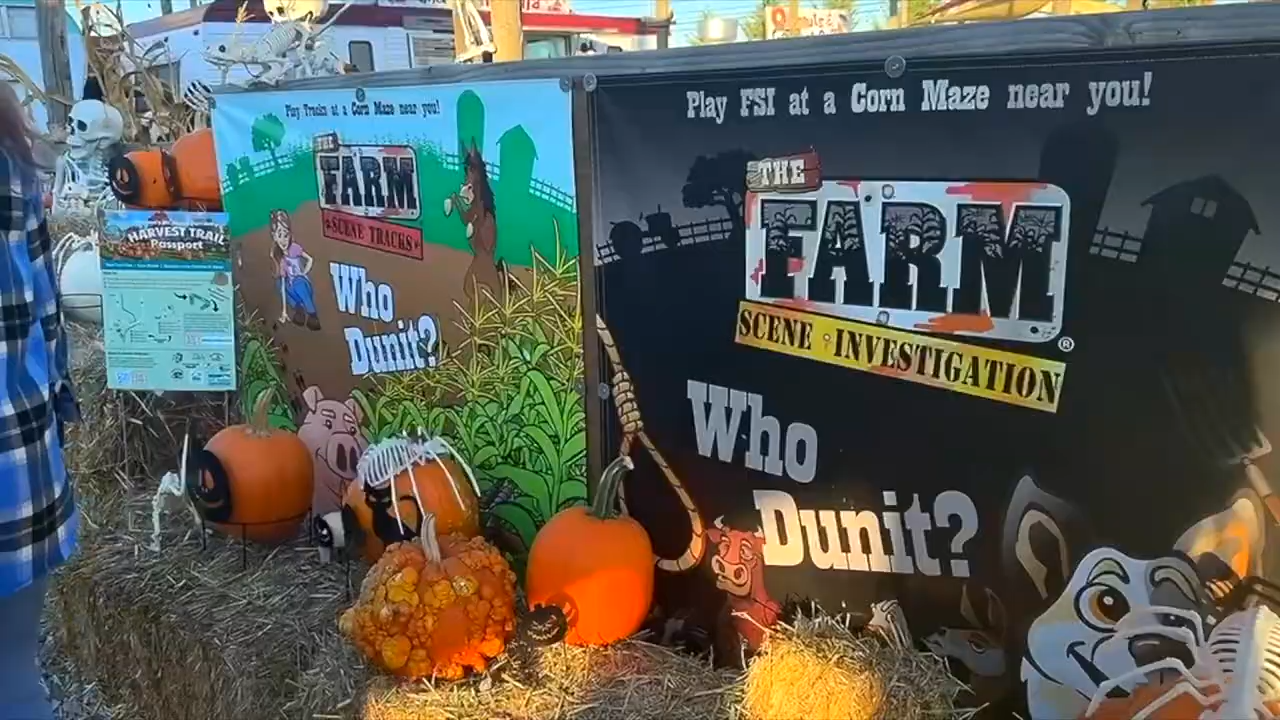 Play Tracks at a Corn Maze near you!
THE
FARM
SCENE TRACKS
Who
Dunit?
HARVEST TRAIL
Passport
Play FSI at a Corn Maze near you!
THE
FARM
SCENE INVESTIGATION
®
Who
Dunit?